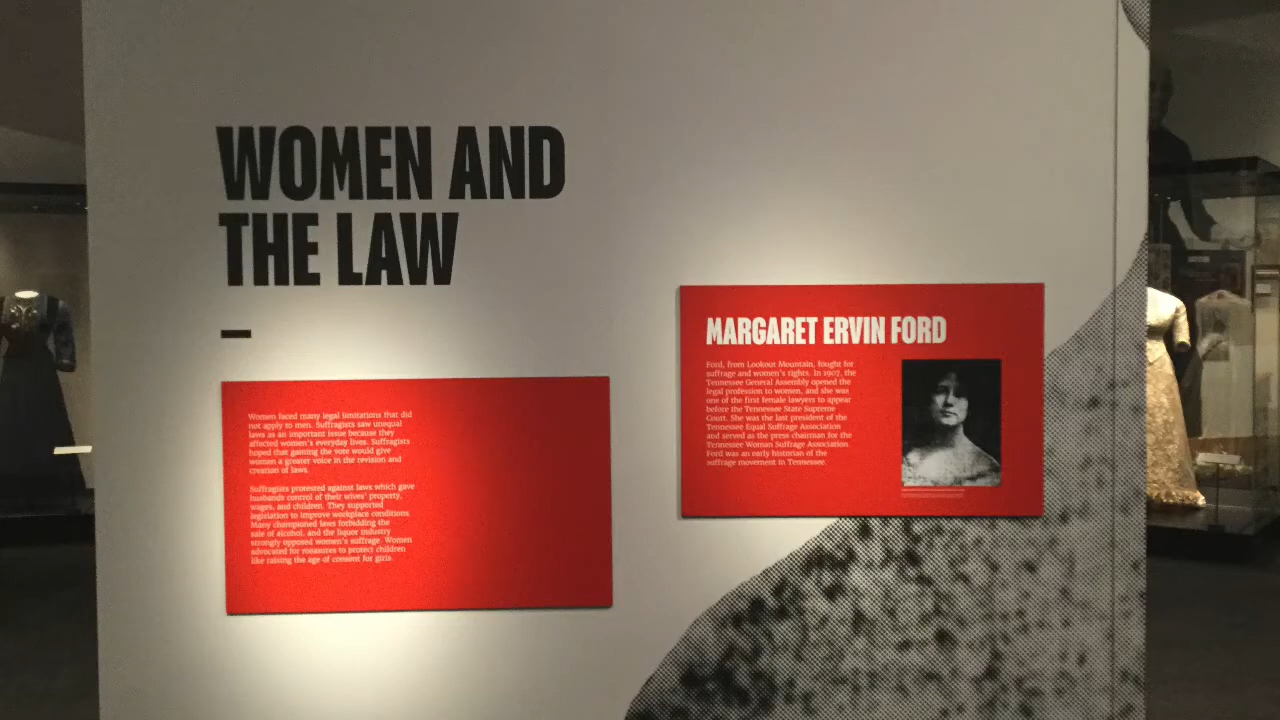 WOMEN AND
THE LAW
Women faced many legal limitations that did
not apply to men. Suffragists saw unequal
laws as an important issue because they
affected women's everyday lives. Suffragists
hoped that gaining the vote would give
women a greater voice in the revision and
creation of laws.
Suffragists protested against laws which gave
husbands control of their wives' property,
wages, and children. They supported
legislation to improve workplace conditions.
Many championed laws forbidding the
sale of alcohol, and the liquor industry
strongly opposed women's suffrage. Women
advocated for measures to protect children
like raising the age of consent for girls.
MARGARET ERVIN FORD
Ford, from Lookout Mountain, fought for
suffrage and women's rights. In 1907, the
Tennessee General Assembly opened the
legal profession to women, and she was
one of the first female lawyers to appear
before the Tennessee State Supreme
Court. She was the last president of the
Tennessee Equal Suffrage Association
and served as the press chairman for the
Tennessee Woman Suffrage Association.
Ford was an early historian of the
suffrage movement in Tennessee.